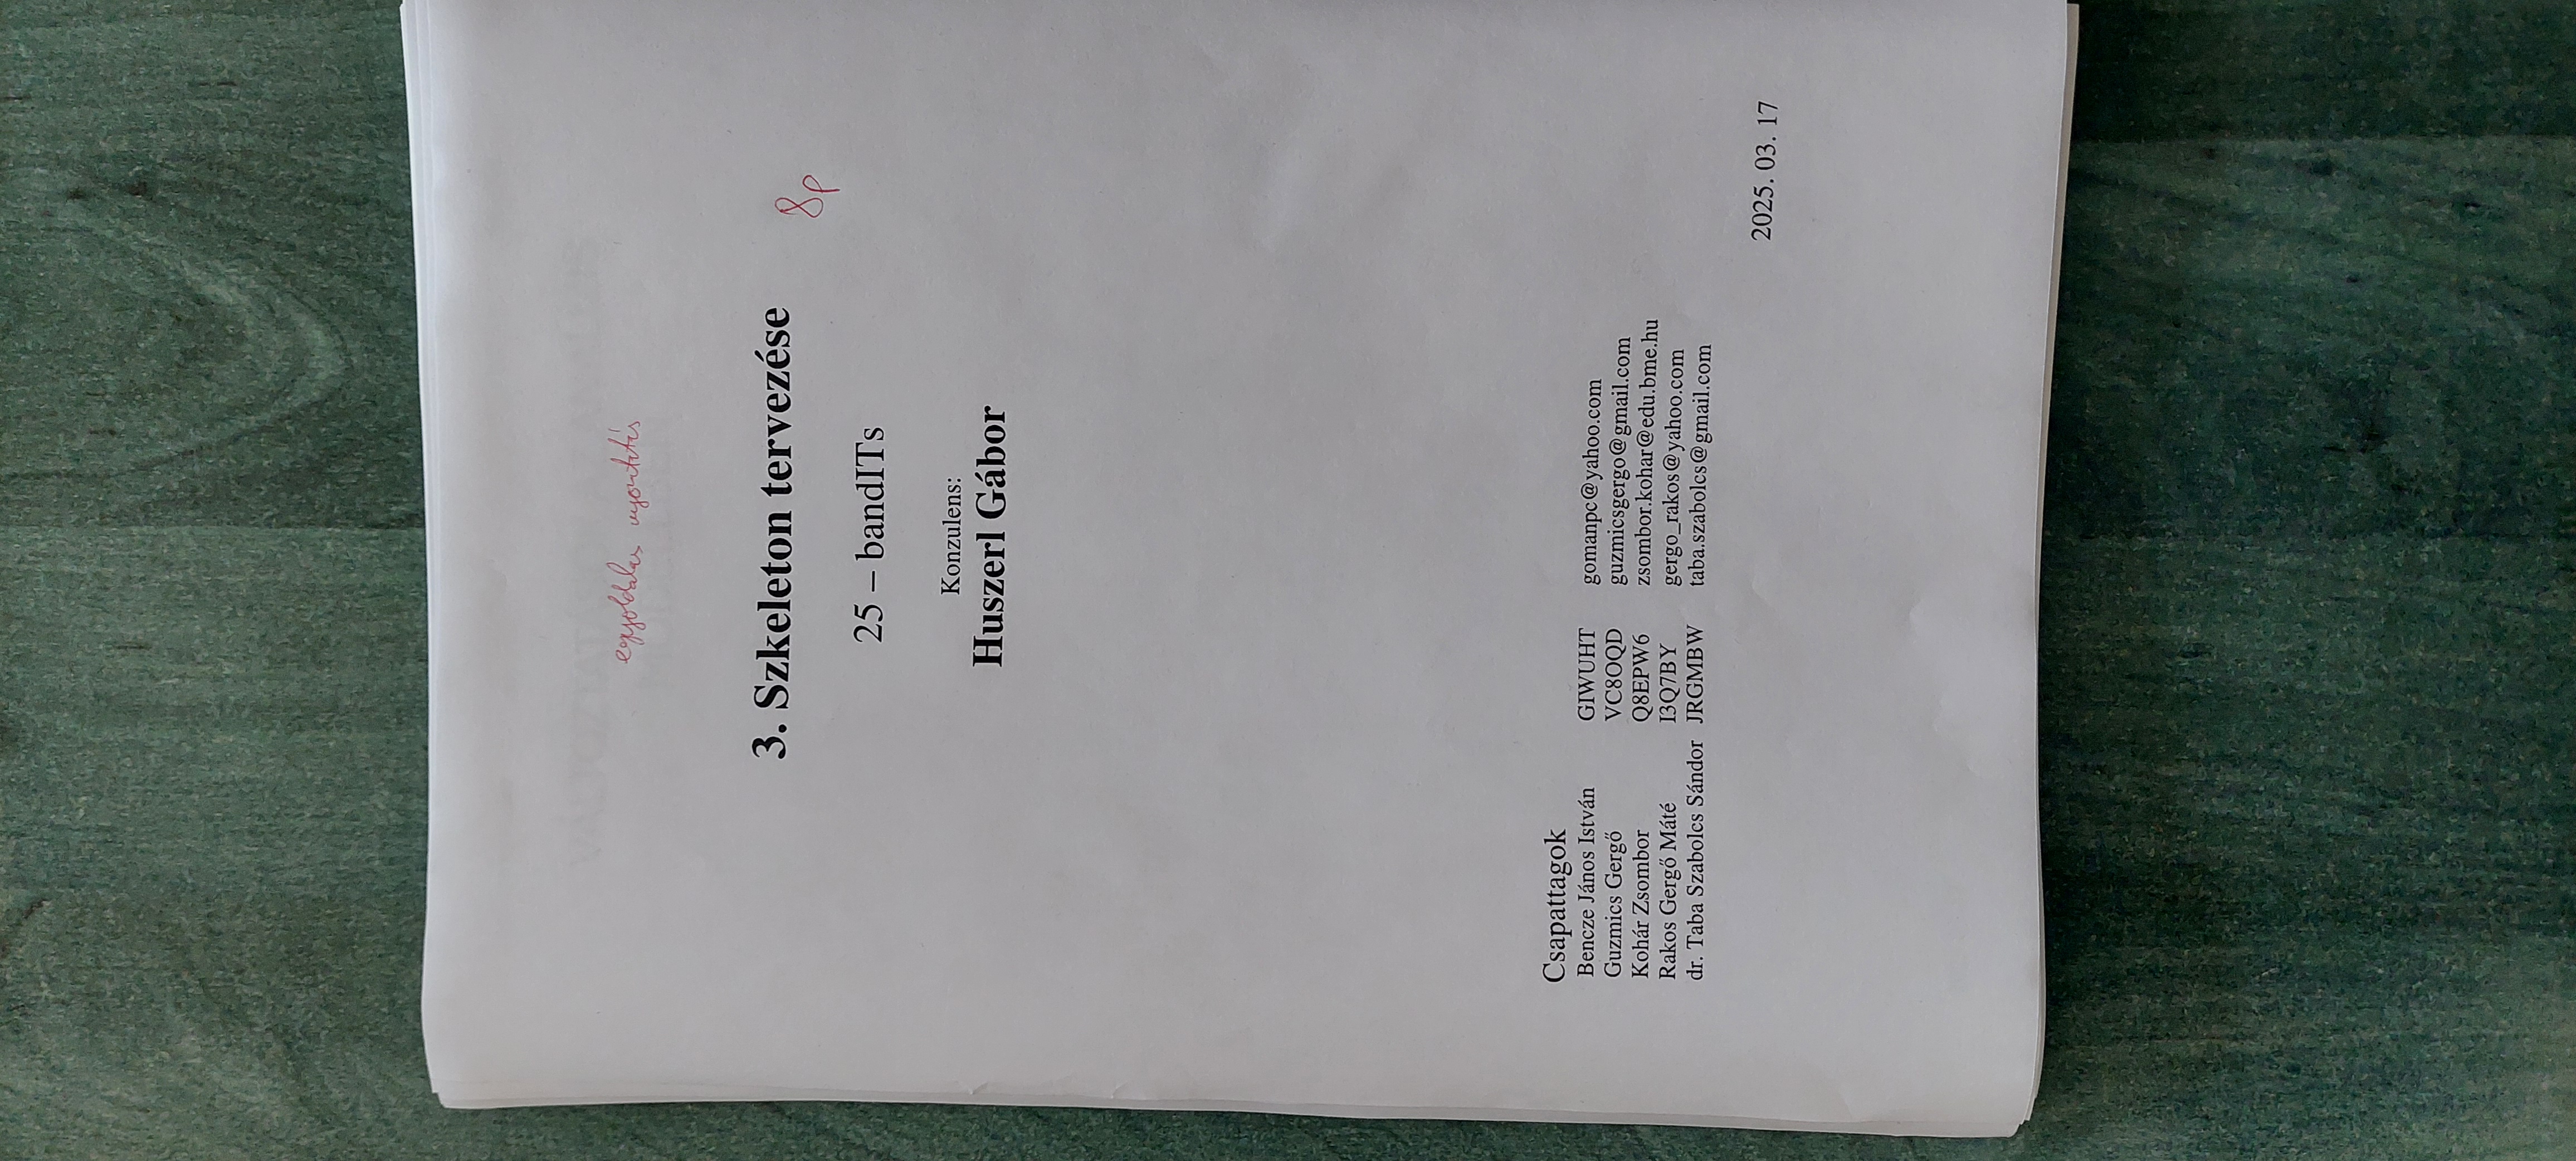 egyoldalas nyomtatás
3. Szkeleton tervezése
8p
25 – bandITs
Konzulens:
Huszerl Gábor
Csapattagok
Bencze János István GIWUHT gomanpc@yahoo.com
Guzmics Gergő VC8OQD guzmicsgergo@gmail.com
Kohár Zsombor Q8EPW6 zsombor.kohar@edu.bme.hu
Rakos Gergő Máté I3Q7BY gergo_rakos@yahoo.com
dr. Taba Szabolcs Sándor JRGMBW taba.szabolcs@gmail.com
2025. 03. 17